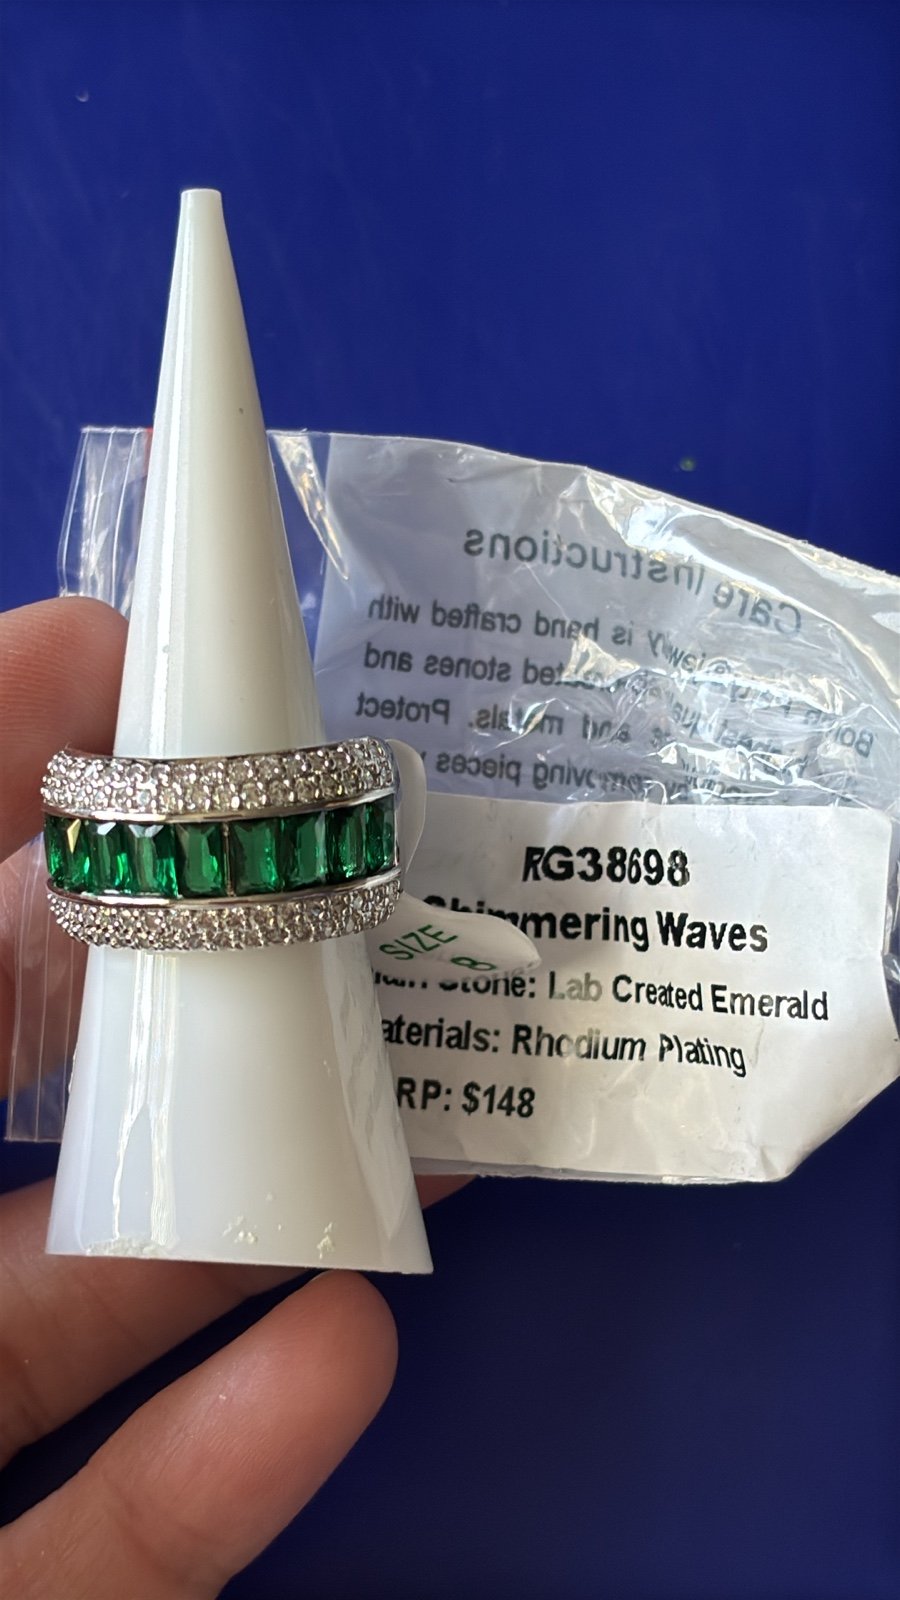 Care Instructions
is hand crafted with
stones and
and metals. Protect
pieces
RG38698
Shimmering Waves
SIZE
8
Stone: Lab Created Emerald
aterials: Rhodium Plating
RP: $148